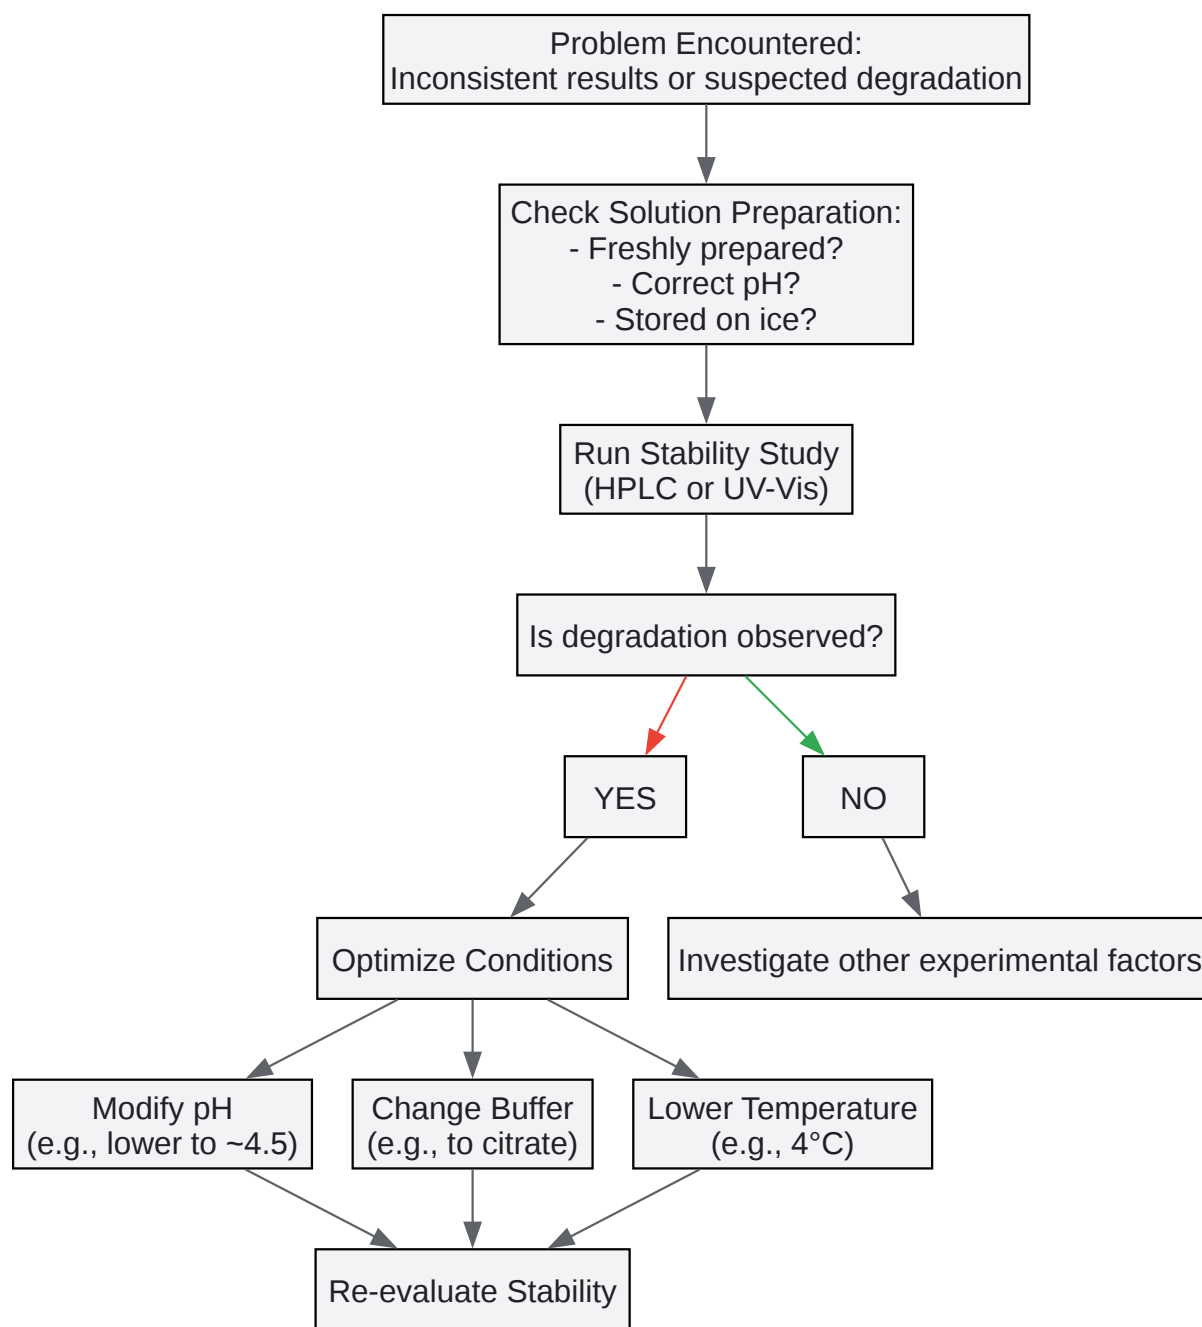 Problem Encountered:
Inconsistent results or suspected degradation
Check Solution Preparation:
- Freshly prepared?
- Correct pH?
- Stored on ice?
Run Stability Study
(HPLC or UV-Vis)
Is degradation observed?
YES
NO
Optimize Conditions
Investigate other experimental factors
Modify pH
(e.g., lower to ~4.5)
Change Buffer
(e.g., to citrate)
Lower Temperature
(e.g., 4°C)
Re-evaluate Stability